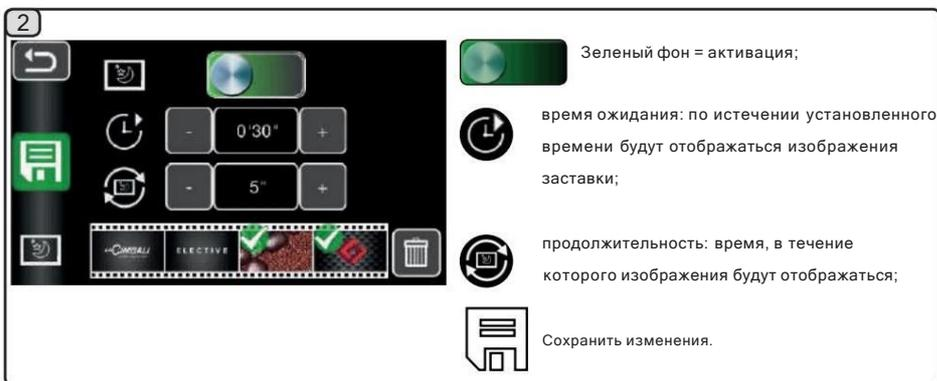 2
Зеленый фон = активация;
- 0'30" +
время ожидания: по истечении установленного
времени будут отображаться изображения
заставки;
- 5" +
LACIMBALI ELECTIVE
продолжительность: время, в течение
которого изображения будут отображаться;
Сохранить изменения.